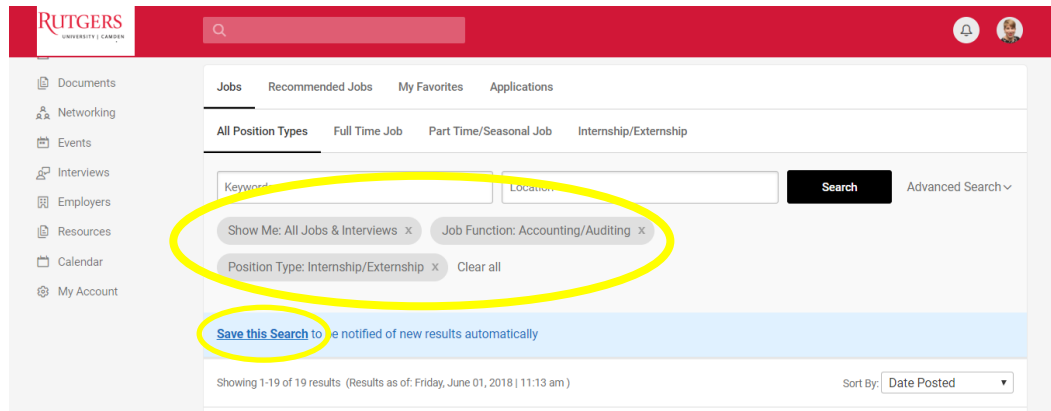 RUTGERS
UNIVERSITY | CAMDEN
Documents
Networking
Events
Interviews
Employers
Resources
Calendar
My Account
Jobs Recommended Jobs My Favorites Applications
All Position Types Full Time Job Part Time/Seasonal Job Internship/Externship
Keywords Location Search Advanced Search
Show Me: All Jobs & Interviews x Job Function: Accounting/Auditing x
Position Type: Internship/Externship x Clear all
Save this Search to be notified of new results automatically
Showing 1-19 of 19 results (Results as of: Friday, June 01, 2018 | 11:13 am ) Sort By: Date Posted